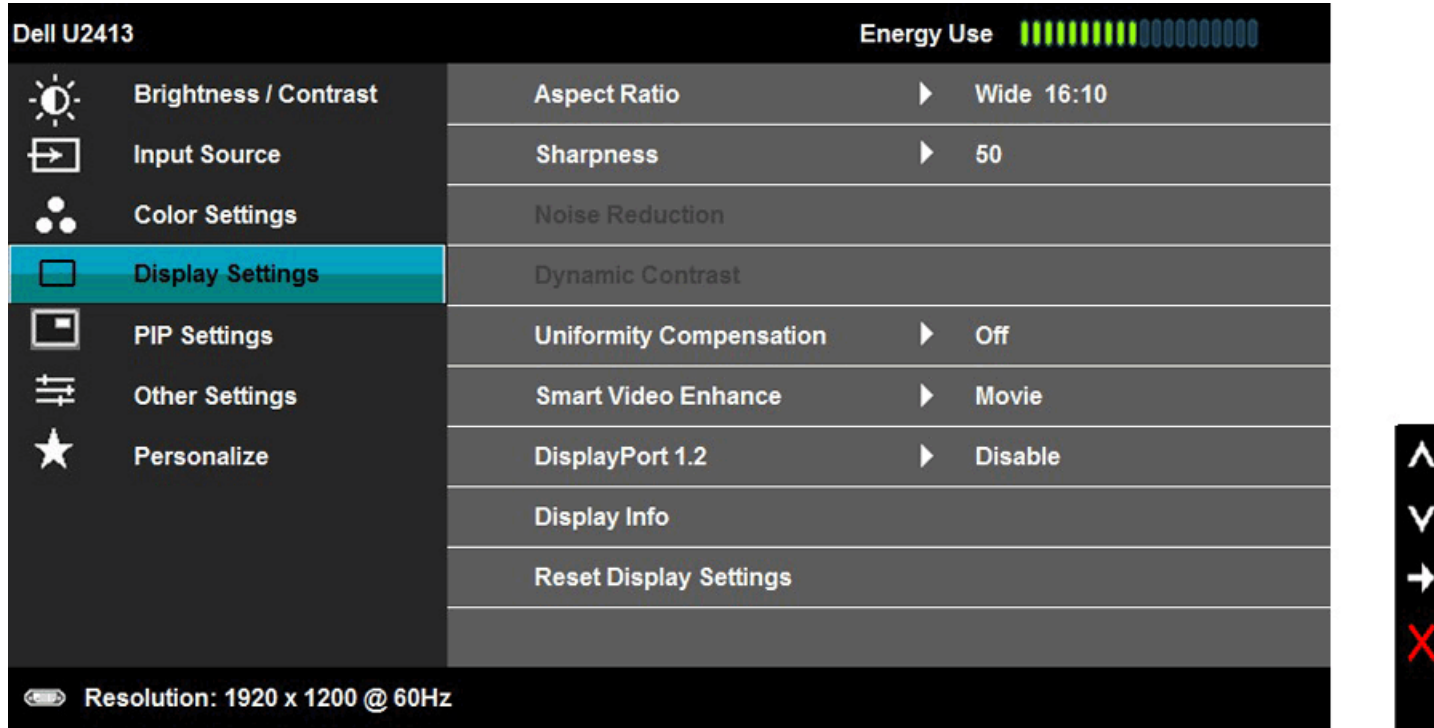 Dell U2413 Energy Use
Brightness / Contrast Aspect Ratio Wide 16:10
Input Source Sharpness 50
Color Settings Noise Reduction
Display Settings Dynamic Contrast
PIP Settings Uniformity Compensation Off
Other Settings Smart Video Enhance Movie
Personalize DisplayPort 1.2 Disable
Display Info
Reset Display Settings
Resolution: 1920 x 1200 @ 60Hz